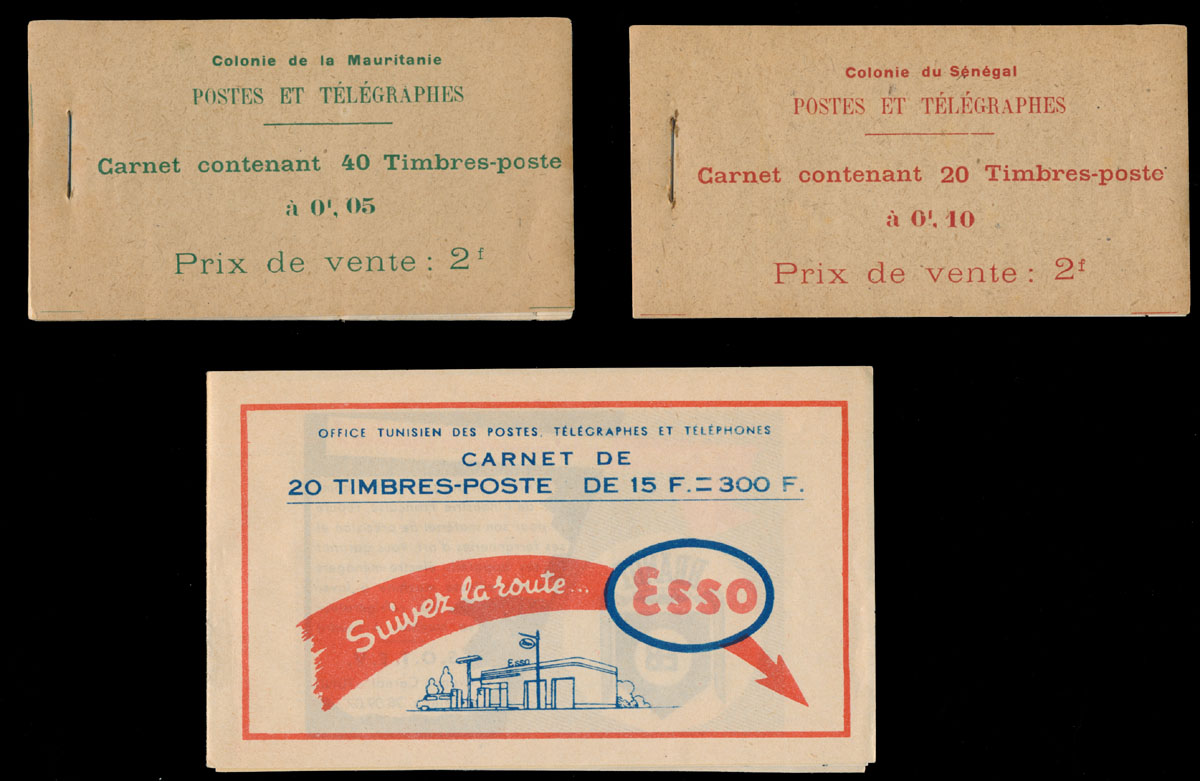 Colonie de la Mauritanie
POSTES ET TÉLÉGRAPHES
Carnet contenant 40 Timbres-poste
à 0f, 05
Prix de vente : 2f
Colonie du Sénégal
POSTES ET TÉLÉGRAPHES
Carnet contenant 20 Timbres-poste
à 0f, 10
Prix de vente : 2f
OFFICE TUNISIEN DES POSTES, TÉLÉGRAPHES ET TÉLÉPHONES
CARNET DE
20 TIMBRES-POSTE DE 15 F. = 300 F.
Suivez la route...
Esso
Esso